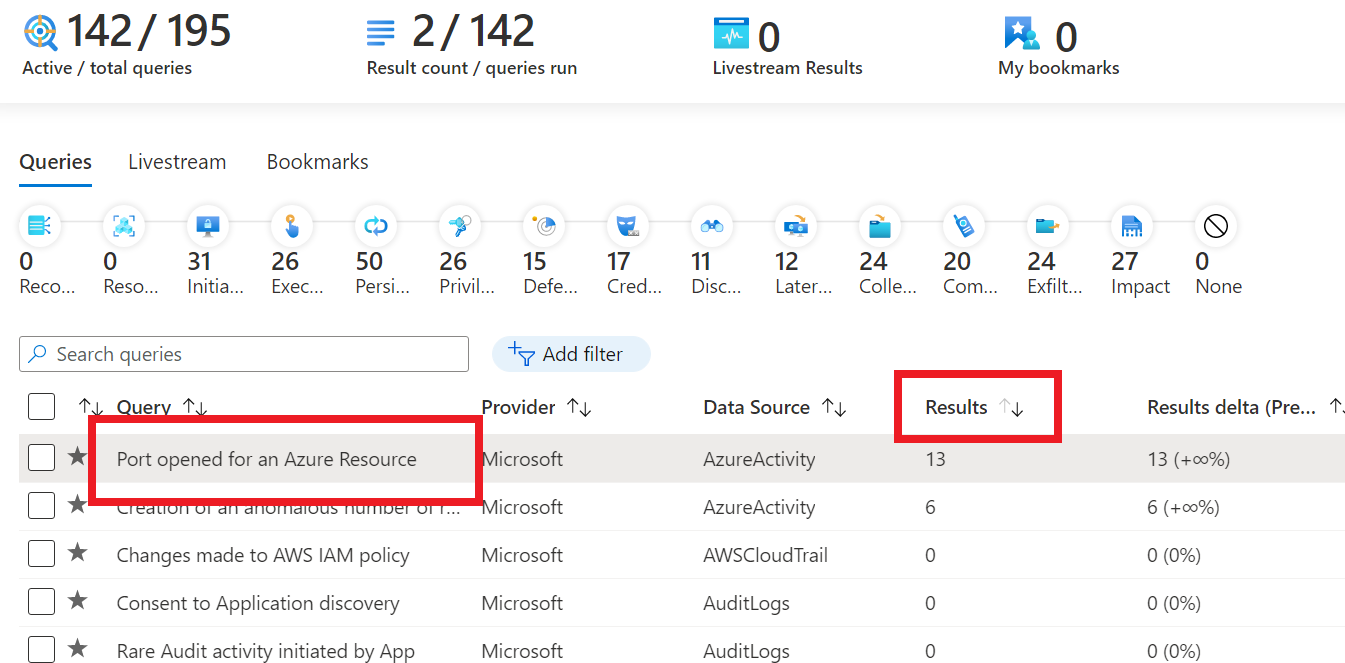 142 / 195
Active / total queries
2 / 142
Result count / queries run
0
Livestream Results
0
My bookmarks
Queries Livestream Bookmarks
0 0 31 26 50 26 15 17 11 12 24 20 24 27 0
Reco... Reso... Initia... Exec... Persi... Privil... Defe... Cred... Disc... Later... Colle... Com... Exfilt... Impact None
Search queries Add filter
Query Provider Data Source Results Results delta (Pre...
Port opened for an Azure Resource Microsoft AzureActivity 13 13 (+∞%)
Creation of an anomalous number of r... Microsoft AzureActivity 6 6 (+∞%)
Changes made to AWS IAM policy Microsoft AWSCloudTrail 0 0 (0%)
Consent to Application discovery Microsoft AuditLogs 0 0 (0%)
Rare Audit activity initiated by App Microsoft AuditLogs 0 0 (0%)